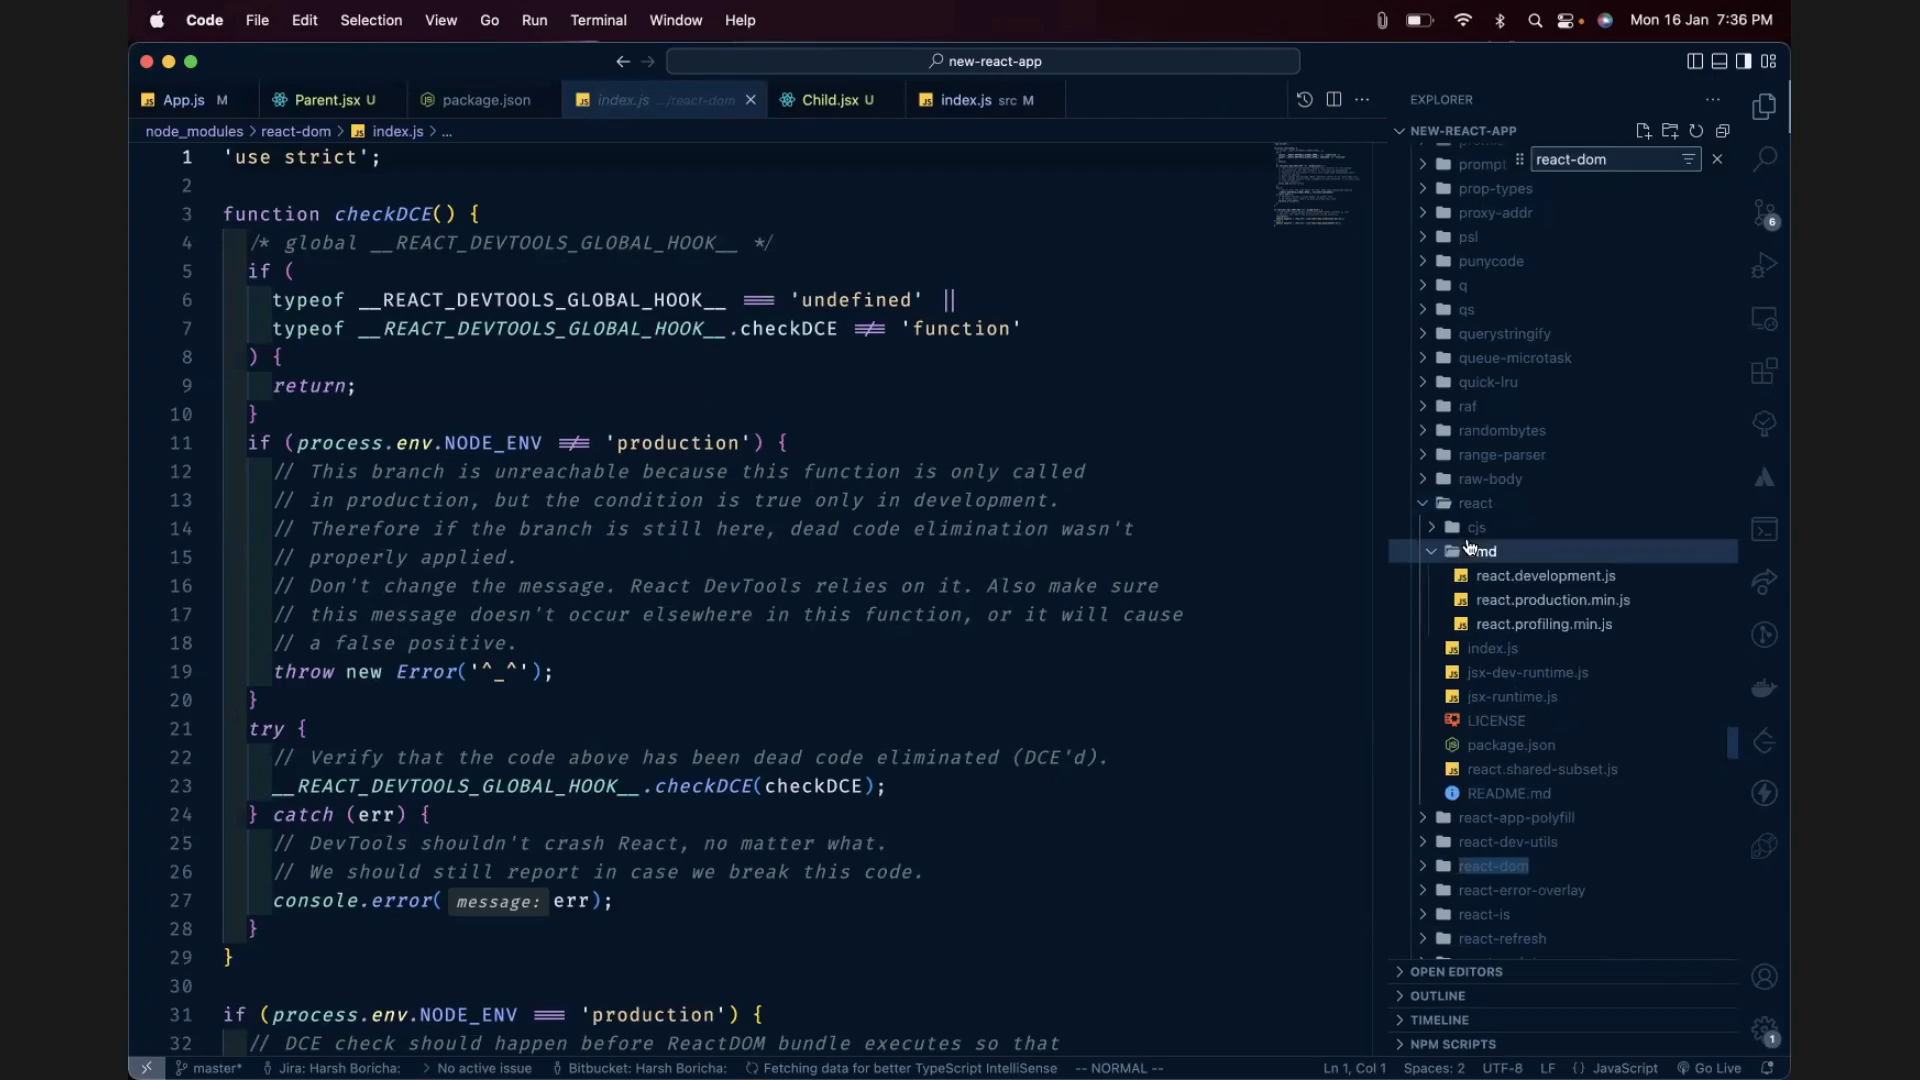 Code File Edit Selection View Go Run Terminal Window Help Mon 16 Jan 7:36 PM
new-react-app
App.js M Parent.jsx U package.json index.js .../react-dom Child.jsx U index.js src M
node_modules > react-dom > index.js > ...
1 'use strict';
2
3 function checkDCE() {
4 /* global __REACT_DEVTOOLS_GLOBAL_HOOK__ */
5 if (
6 typeof __REACT_DEVTOOLS_GLOBAL_HOOK__ === 'undefined' ||
7 typeof __REACT_DEVTOOLS_GLOBAL_HOOK__.checkDCE !== 'function'
8 ) {
9 return;
10 }
11 if (process.env.NODE_ENV !== 'production') {
12 // This branch is unreachable because this function is only called
13 // in production, but the condition is true only in development.
14 // Therefore if the branch is still here, dead code elimination wasn't
15 // properly applied.
16 // Don't change the message. React DevTools relies on it. Also make sure
17 // this message doesn't occur elsewhere in this function, or it will cause
18 // a false positive.
19 throw new Error('^_^');
20 }
21 try {
22 // Verify that the code above has been dead code eliminated (DCE'd).
23 __REACT_DEVTOOLS_GLOBAL_HOOK__.checkDCE(checkDCE);
24 } catch (err) {
25 // DevTools shouldn't crash React, no matter what.
26 // We should still report in case we break this code.
27 console.error( message: err);
28 }
29 }
30
31 if (process.env.NODE_ENV === 'production') {
32 // DCE check should happen before ReactDOM bundle executes so that
EXPLORER
NEW-REACT-APP
react-dom
prompt
prop-types
proxy-addr
psl
punycode
q
qs
querystringify
queue-microtask
quick-lru
raf
randombytes
range-parser
raw-body
react
cjs
md
react.development.js
react.production.min.js
react.profiling.min.js
index.js
jsx-dev-runtime.js
jsx-runtime.js
LICENSE
package.json
react.shared-subset.js
README.md
react-app-polyfill
react-dev-utils
react-dom
react-error-overlay
react-is
react-refresh
OPEN EDITORS
OUTLINE
TIMELINE
NPM SCRIPTS
6
1
master* Jira: Harsh Boricha: > No active issue Bitbucket: Harsh Boricha: Fetching data for better TypeScript IntelliSense -- NORMAL -- Ln 1, Col 1 Spaces: 2 UTF-8 LF {} JavaScript Go Live